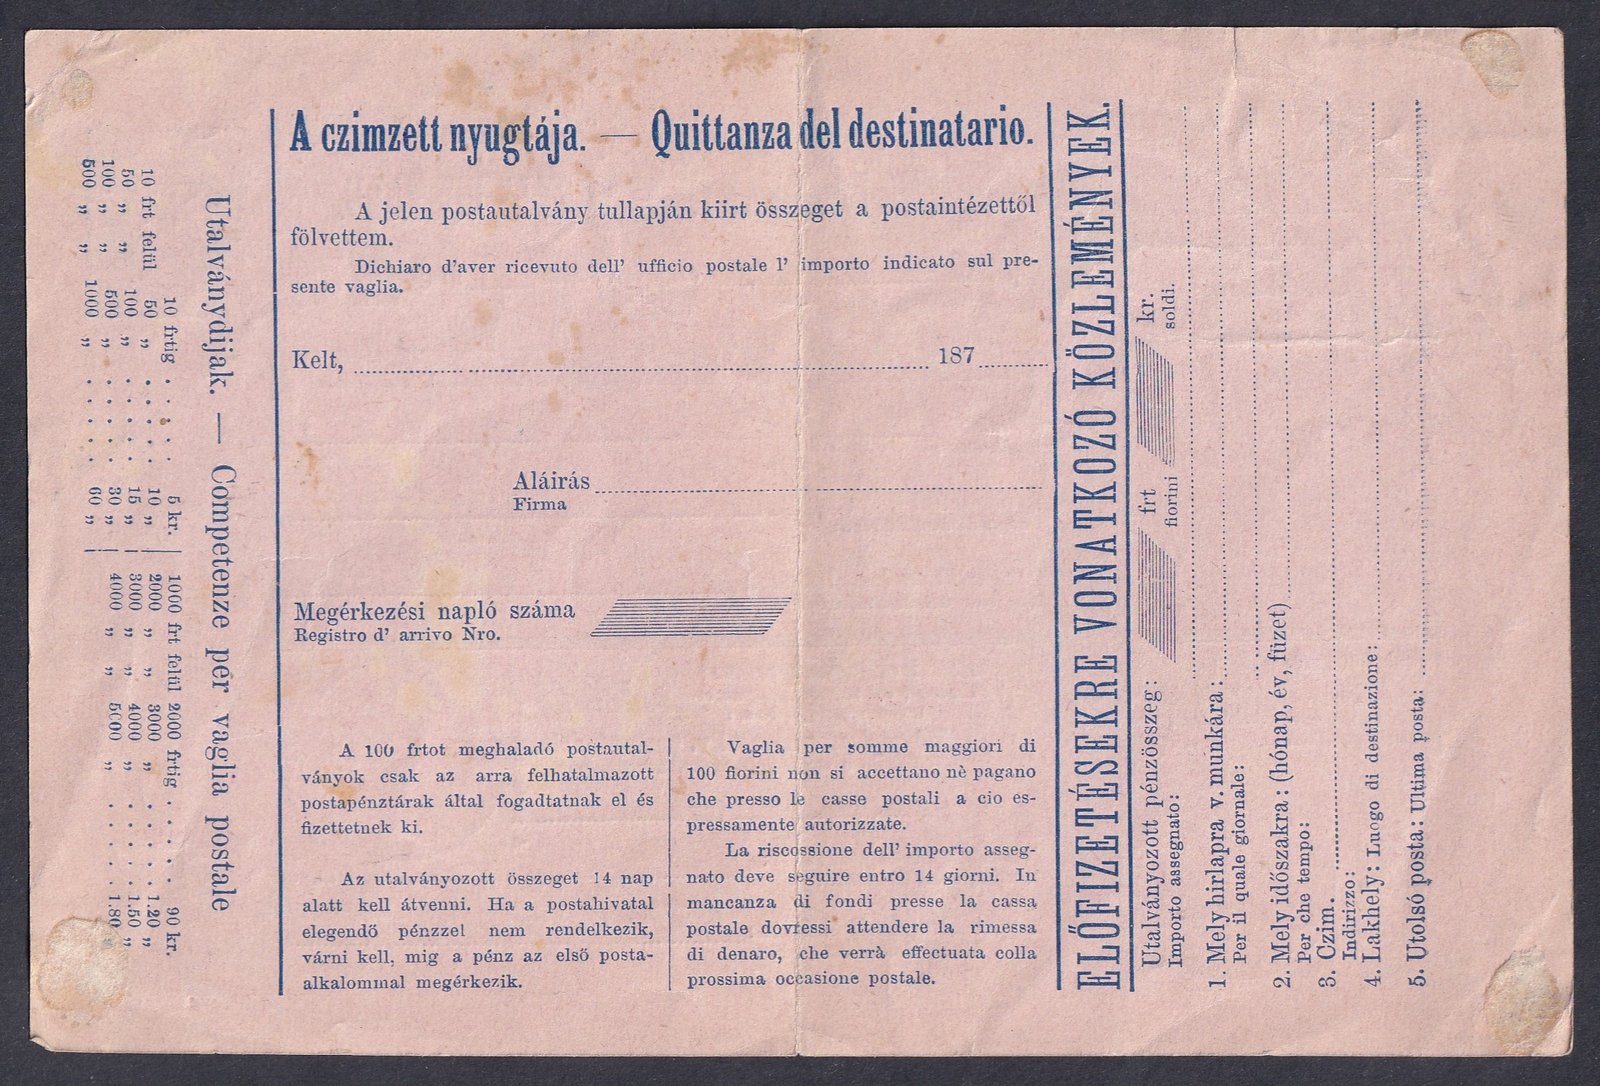 Utalványdijak. — Competenze per vaglia postale
10 frtig . . . . . 5 kr.
10 frt felül 50 „ . . . . . 10 „
50 „ „ 100 „ . . . . . 15 „
100 „ „ 500 „ . . . . . 30 „
500 „ „ 1000 „ . . . . . 60 „
1000 frt felül 2000 frtig . . . . 90 kr.
2000 „ „ 3000 „ . . . . 1.20 „
3000 „ „ 4000 „ . . . . 1.50 „
4000 „ „ 5000 „ . . . . 1.80 „
A czimzett nyugtája. — Quittanza del destinatario.
A jelen postautalvány tullapján kiirt összeget a postaintézettől
fölvettem.
Dichiaro d'aver ricevuto dell' ufficio postale l' importo indicato sul pre-
sente vaglia.
Kelt, 187
Aláirás
Firma
Megérkezési napló száma
Registro d' arrivo Nro.
A 100 frtot meghaladó postautal-
ványok csak az arra felhatalmazott
postapénztárak által fogadtatnak el és
fizettetnek ki.
Az utalványozott összeget 14 nap
alatt kell átvenni. Ha a postahivatal
elegendő pénzzel nem rendelkezik,
várni kell, mig a pénz az első posta-
alkalommal megérkezik.
Vaglia per somme maggiori di
100 fiorini non si accettano nè pagano
che presso le casse postali a cio es-
pressamente autorizzate.
La riscossione dell' importo asseg-
nato deve seguire entro 14 giorni. In
mancanza di fondi presse la cassa
postale dovressi attendere la rimessa
di denaro, che verrà effectuata colla
prossima occasione postale.
ELŐFIZETÉSEKRE VONATKOZÓ KÖZLEMÉNYEK.
Utalványozott pénzösszeg: frt kr.
Importo assegnato: fiorini soldi.
1. Mely hirlapra v. munkára:
Per il quale giornale:
2. Mely időszakra: (hónap, év, füzet)
Per che tempo:
3. Czim.
Indirizzo:
4. Lakhely: Luogo di destinazione:
5. Utolsó posta: Ultima posta: